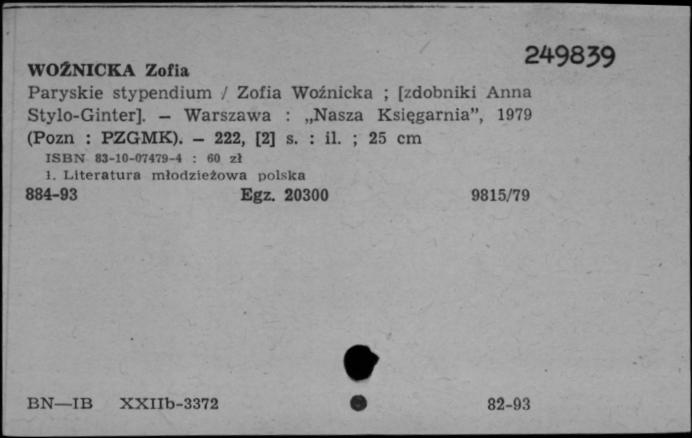 249839
WOŹNICKA Zofia
Paryskie stypendium / Zofia Woźnicka ; [zdobniki Anna
Stylo-Ginter]. — Warszawa : „Nasza Księgarnia”, 1979
(Pozn : PZGMK). — 222, [2] s. : il. ; 25 cm
ISBN 83-10-07479-4 : 60 zł
1. Literatura młodzieżowa polska
884-93 Egz. 20300 9815/79
BN—IB XXIIb-3372 82-93